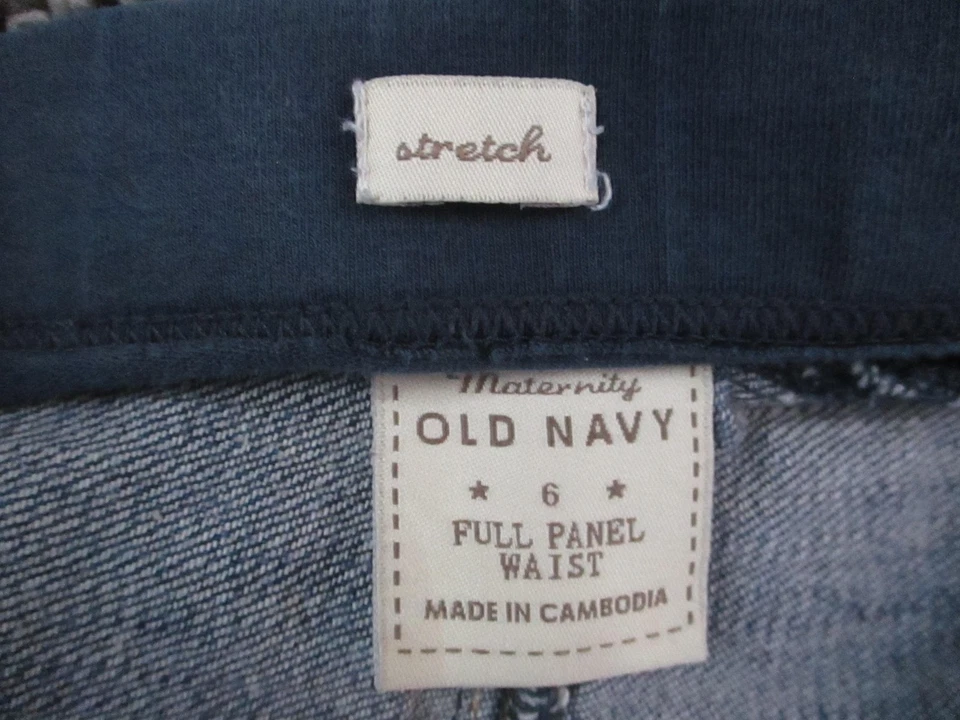 stretch
Maternity
OLD NAVY
★ 6 ★
FULL PANEL
WAIST
MADE IN CAMBODIA